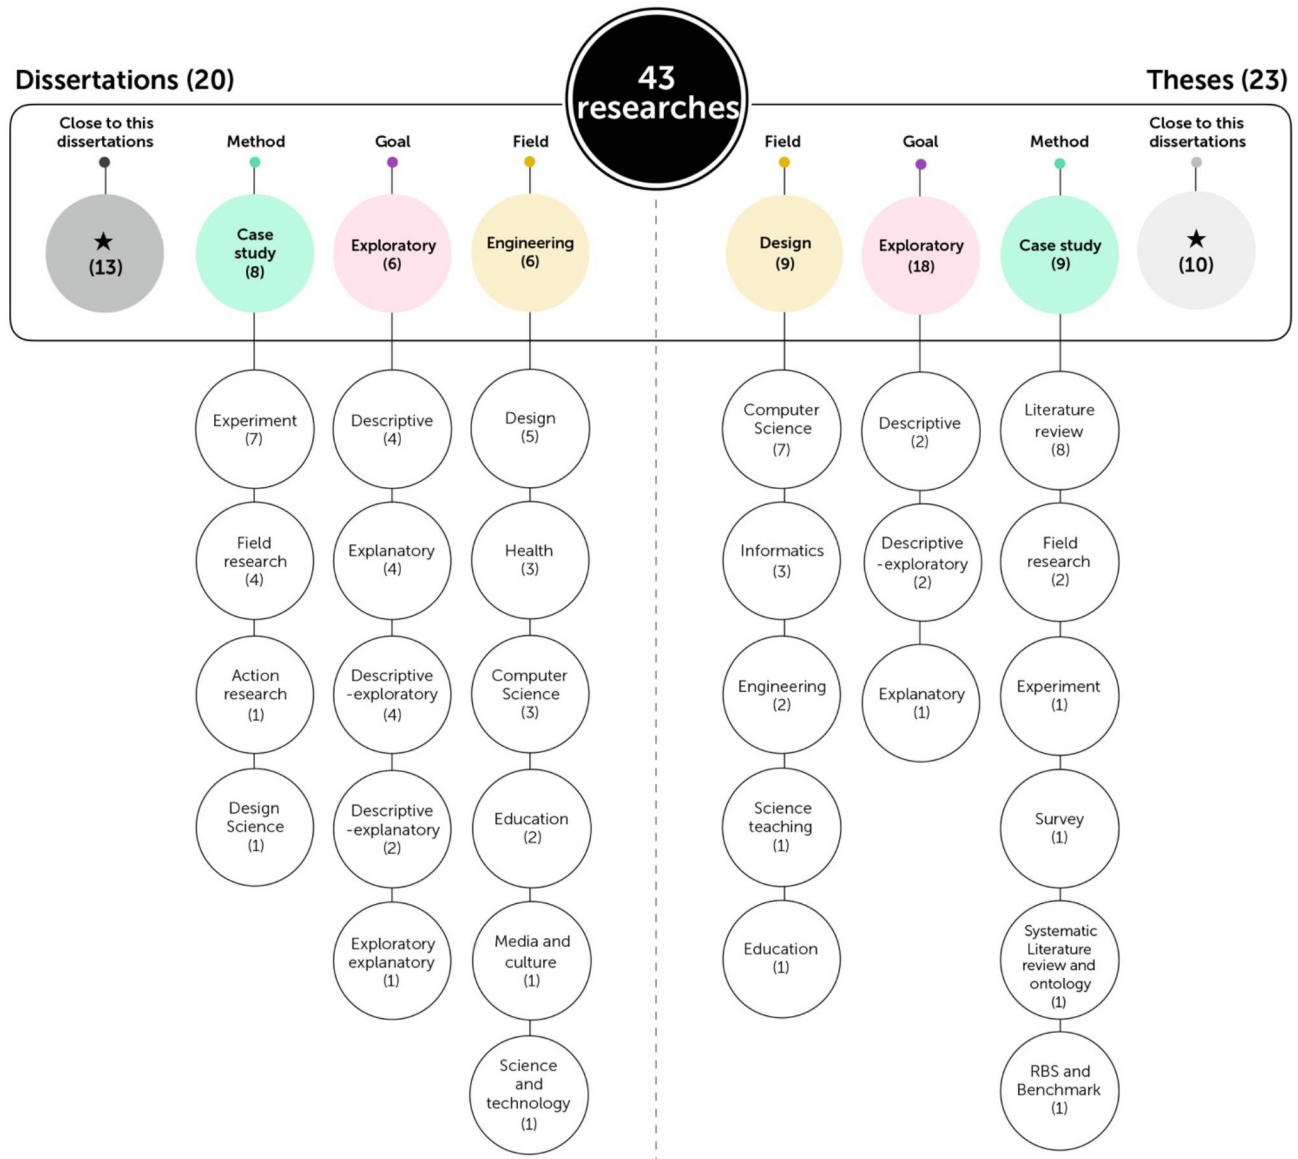 43
researches
Dissertations (20)
Close to this
dissertations
★
(13)
Method
Case
study
(8)
Experiment
(7)
Field
research
(4)
Action
research
(1)
Design
Science
(1)
Goal
Exploratory
(6)
Descriptive
(4)
Explanatory
(4)
Descriptive
-exploratory
(4)
Descriptive
-explanatory
(2)
Exploratory
explanatory
(1)
Field
Engineering
(6)
Design
(5)
Health
(3)
Computer
Science
(3)
Education
(2)
Media and
culture
(1)
Science
and
technology
(1)
Theses (23)
Field
Design
(9)
Computer
Science
(7)
Informatics
(3)
Engineering
(2)
Science
teaching
(1)
Education
(1)
Goal
Exploratory
(18)
Descriptive
(2)
Descriptive
-exploratory
(2)
Explanatory
(1)
Method
Case study
(9)
Literature
review
(8)
Field
research
(2)
Experiment
(1)
Survey
(1)
Systematic
Literature
review and
ontology
(1)
RBS and
Benchmark
(1)
Close to this
dissertations
★
(10)